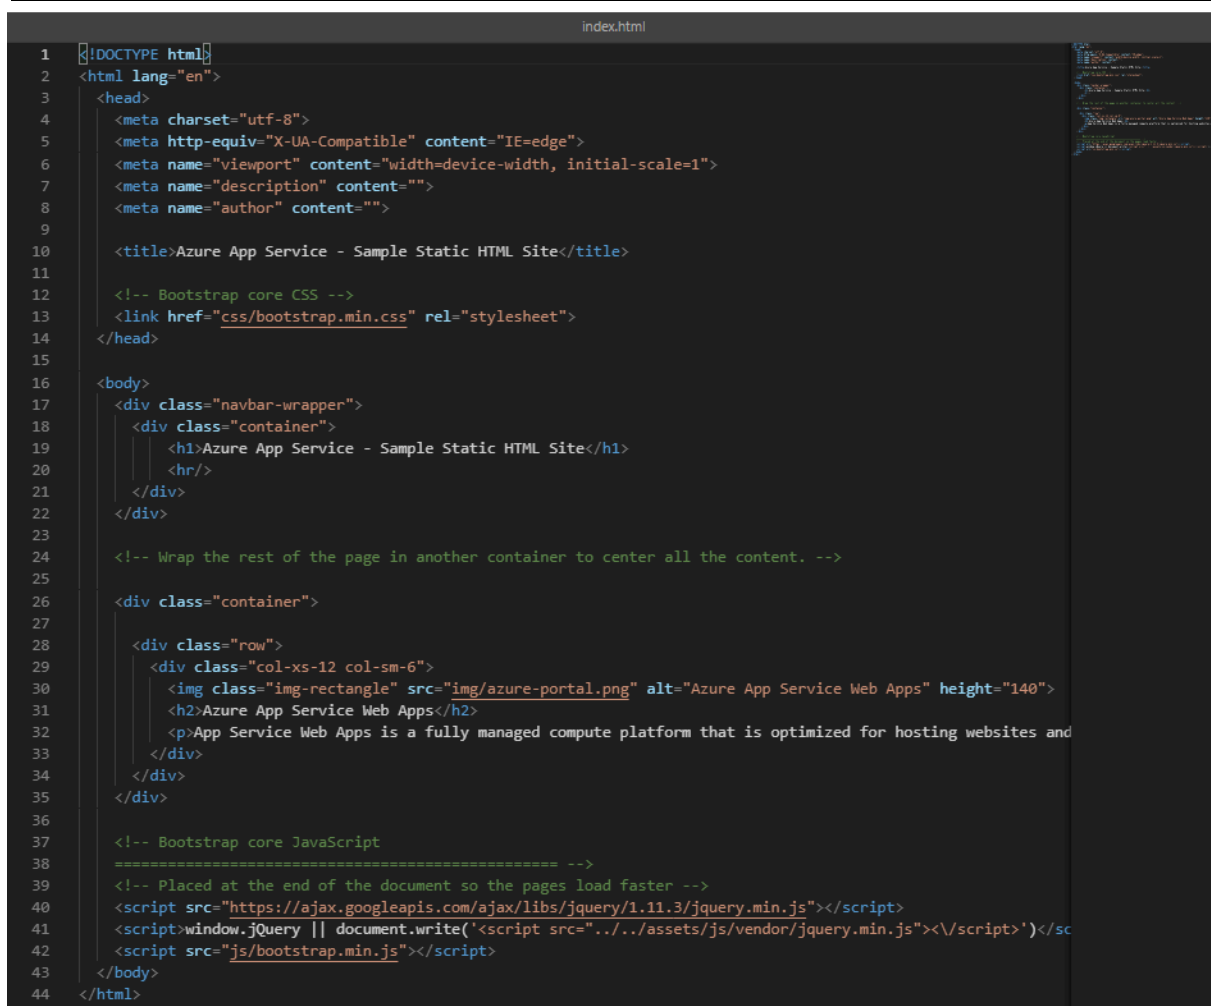 index.html
1 <!DOCTYPE html>
2 <html lang="en">
3 <head>
4 <meta charset="utf-8">
5 <meta http-equiv="X-UA-Compatible" content="IE=edge">
6 <meta name="viewport" content="width=device-width, initial-scale=1">
7 <meta name="description" content="">
8 <meta name="author" content="">
9
10 <title>Azure App Service - Sample Static HTML Site</title>
11
12 <!-- Bootstrap core CSS -->
13 <link href="css/bootstrap.min.css" rel="stylesheet">
14 </head>
15
16 <body>
17 <div class="navbar-wrapper">
18 <div class="container">
19 <h1>Azure App Service - Sample Static HTML Site</h1>
20 <hr/>
21 </div>
22 </div>
23
24 <!-- Wrap the rest of the page in another container to center all the content. -->
25
26 <div class="container">
27
28 <div class="row">
29 <div class="col-xs-12 col-sm-6">
30 <img class="img-rectangle" src="img/azure-portal.png" alt="Azure App Service Web Apps" height="140">
31 <h2>Azure App Service Web Apps</h2>
32 <p>App Service Web Apps is a fully managed compute platform that is optimized for hosting websites and
33 </div>
34 </div>
35 </div>
36
37 <!-- Bootstrap core JavaScript
38 ================================================== -->
39 <!-- Placed at the end of the document so the pages load faster -->
40 <script src="https://ajax.googleapis.com/ajax/libs/jquery/1.11.3/jquery.min.js"></script>
41 <script>window.jQuery || document.write('<script src="../../assets/js/vendor/jquery.min.js"><\/script>')</sc
42 <script src="js/bootstrap.min.js"></script>
43 </body>
44 </html>